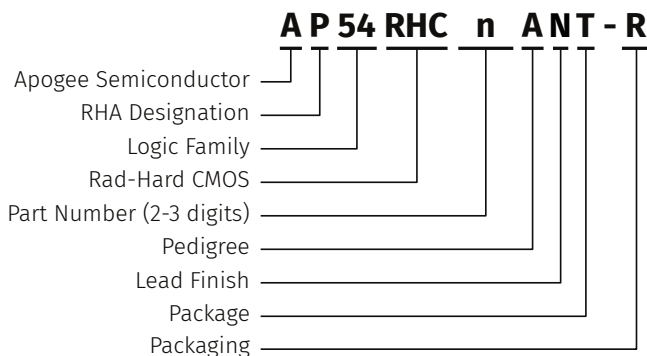 A P 54 RHC n A N T - R
Apogee Semiconductor
RHA Designation
Logic Family
Rad-Hard CMOS
Part Number (2-3 digits)
Pedigree
Lead Finish
Package
Packaging